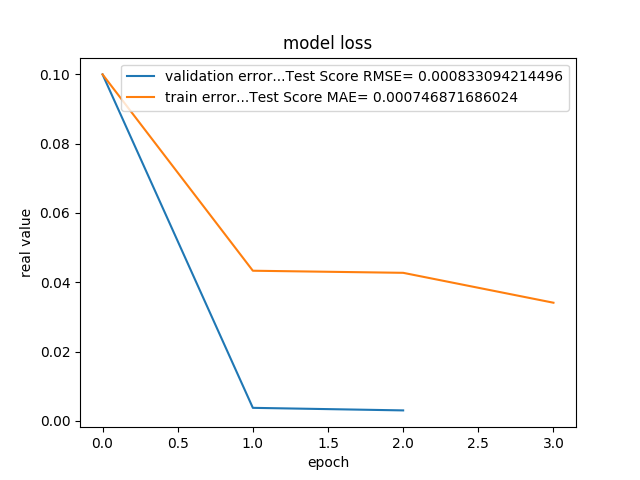 model loss
validation error...Test Score RMSE= 0.000833094214496
train error...Test Score MAE= 0.000746871686024
real value
0.10
0.08
0.06
0.04
0.02
0.00
0.0 0.5 1.0 1.5 2.0 2.5 3.0
epoch